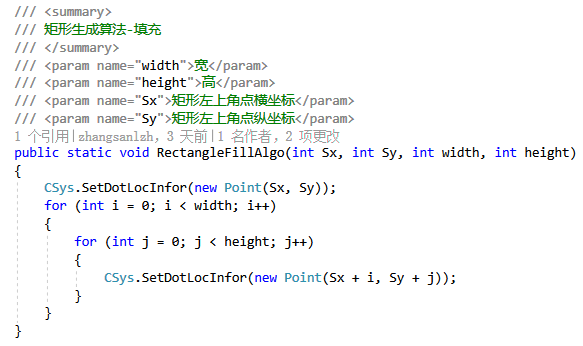 /// <summary>
/// 矩形生成算法-填充
/// </summary>
/// <param name="width">宽</param>
/// <param name="height">高</param>
/// <param name="Sx">矩形左上角点横坐标</param>
/// <param name="Sy">矩形左上角点纵坐标</param>
1 个引用|zhangsanlzh，3 天前|1 名作者，2 项更改
public static void RectangleFillAlgo(int Sx, int Sy, int width, int height)
{
    CSys.SetDotLocInfor(new Point(Sx, Sy));
    for (int i = 0; i < width; i++)
    {
        for (int j = 0; j < height; j++)
        {
            CSys.SetDotLocInfor(new Point(Sx + i, Sy + j));
        }
    }
}